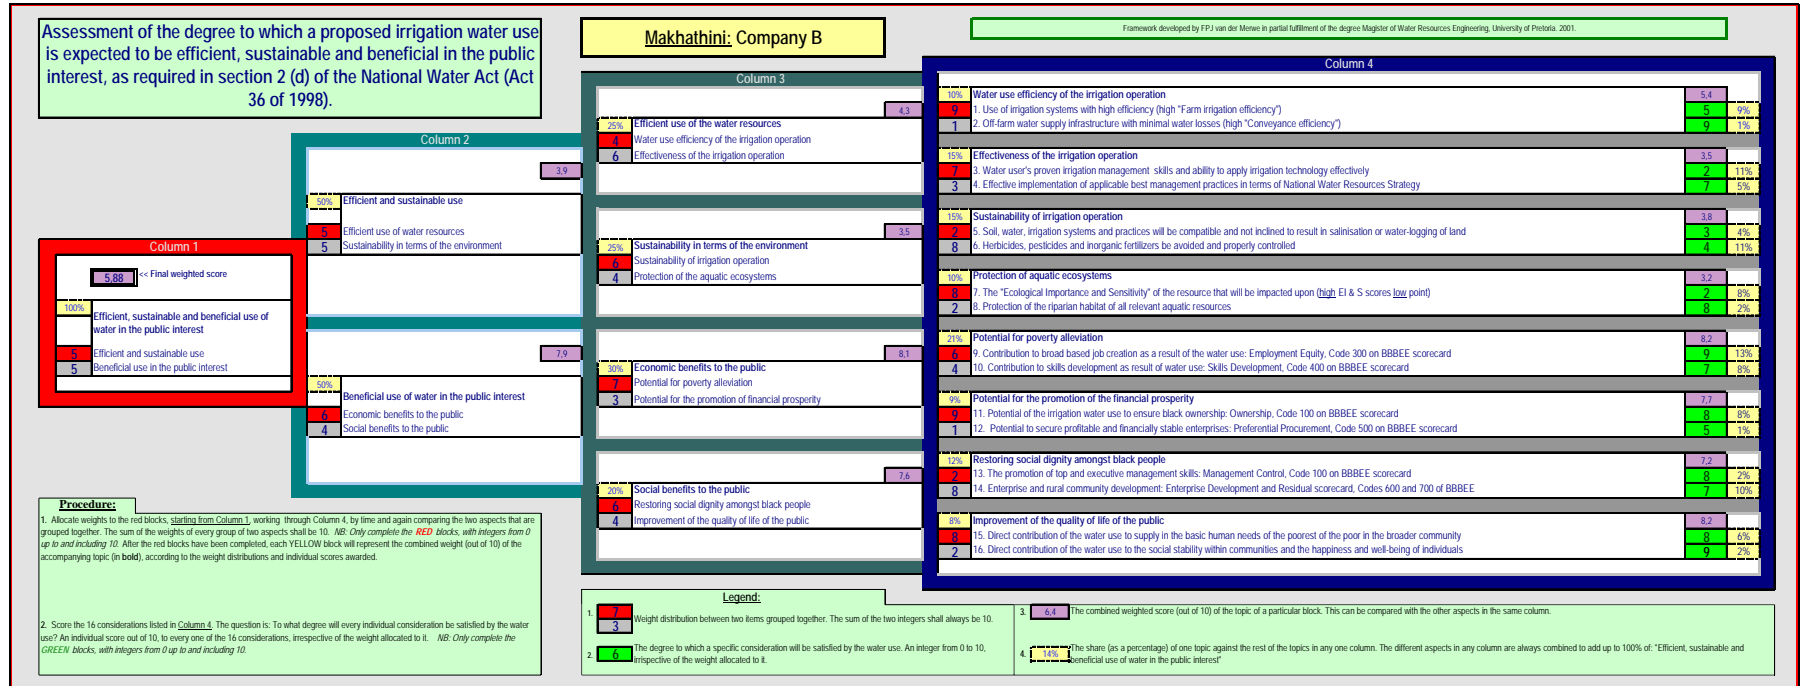 Assessment of the degree to which a proposed irrigation water use
is expected to be efficient, sustainable and beneficial in the public
interest, as required in section 2 (d) of the National Water Act (Act
36 of 1998).
Makhathini: Company B
Framework developed by FPJ van der Merwe in partial fulfillment of the degree Magister of Water Resources Engineering, University of Pretoria. 2001.
Column 1
5,88 << Final weighted score
100%
Efficient, sustainable and beneficial use of
water in the public interest
5 Efficient and sustainable use
5 Beneficial use in the public interest
Column 2
3,9
50% Efficient and sustainable use
5 Efficient use of water resources
5 Sustainability in terms of the environment
7,9
50%
Beneficial use of water in the public interest
6 Economic benefits to the public
4 Social benefits to the public
Column 3
4,3
25% Efficient use of the water resources
4 Water use efficiency of the irrigation operation
6 Effectiveness of the irrigation operation
3,5
25% Sustainability in terms of the environment
6 Sustainability of irrigation operation
4 Protection of the aquatic ecosystems
8,1
30% Economic benefits to the public
7 Potential for poverty alleviation
3 Potential for the promotion of financial prosperity
7,6
20% Social benefits to the public
6 Restoring social dignity amongst black people
4 Improvement of the quality of life of the public
Column 4
10% Water use efficiency of the irrigation operation 5,4
9 1. Use of irrigation systems with high efficiency (high "Farm irrigation efficiency") 5 9%
1 2. Off-farm water supply infrastructure with minimal water losses (high "Conveyance efficiency") 9 1%
15% Effectiveness of the irrigation operation 3,5
7 3. Water user's proven irrigation management skills and ability to apply irrigation technology effectively 2 11%
3 4. Effective implementation of applicable best management practices in terms of National Water Resources Strategy 7 5%
15% Sustainability of irrigation operation 3,8
2 5. Soil, water, irrigation systems and practices will be compatible and not inclined to result in salinisation or water-logging of land 3 4%
8 6. Herbicides, pesticides and inorganic fertilizers be avoided and properly controlled 4 11%
10% Protection of aquatic ecosystems 3,2
8 7. The "Ecological Importance and Sensitivity" of the resource that will be impacted upon (high EI & S scores low point) 2 8%
2 8. Protection of the riparian habitat of all relevant aquatic resources 8 2%
21% Potential for poverty alleviation 8,2
6 9. Contribution to broad based job creation as a result of the water use: Employment Equity, Code 300 on BBBEE scorecard 9 13%
4 10. Contribution to skills development as result of water use: Skills Development, Code 400 on BBBEE scorecard 7 8%
9% Potential for the promotion of the financial prosperity 7,7
9 11. Potential of the irrigation water use to ensure black ownership: Ownership, Code 100 on BBBEE scorecard 8 8%
1 12. Potential to secure profitable and financially stable enterprises: Preferential Procurement, Code 500 on BBBEE scorecard 5 1%
12% Restoring social dignity amongst black people 7,2
2 13. The promotion of top and executive management skills: Management Control, Code 100 on BBBEE scorecard 8 2%
8 14. Enterprise and rural community development: Enterprise Development and Residual scorecard, Codes 600 and 700 of BBBEE 7 10%
8% Improvement of the quality of life of the public 8,2
8 15. Direct contribution of the water use to supply in the basic human needs of the poorest of the poor in the broader community 8 6%
2 16. Direct contribution of the water use to the social stability within communities and the happiness and well-being of individuals 9 2%
Procedure:
1. Allocate weights to the red blocks, starting from Column 1, working through Column 4, by time and again comparing the two aspects that are
grouped together. The sum of the weights of every group of two aspects shall be 10. NB: Only complete the RED blocks, with integers from 0
up to and including 10. After the red blocks have been completed, each YELLOW block will represent the combined weight (out of 10) of the
accompanying topic (in bold), according to the weight distributions and individual scores awarded.
2. Score the 16 considerations listed in Column 4. The question is: To what degree will every individual consideration be satisfied by the water
use? An individual score out of 10, to every one of the 16 considerations, irrespective of the weight allocated to it. NB: Only complete the
GREEN blocks, with integers from 0 up to and including 10.
Legend:
1. 7
3 Weight distribution between two items grouped together. The sum of the two integers shall always be 10.
2. 6 The degree to which a specific consideration will be satisfied by the water use. An integer from 0 to 10,
irrispective of the weight allocated to it.
3. 6,4 The combined weighted score (out of 10) of the topic of a particular block. This can be compared with the other aspects in the same column.
4. 14% The share (as a percentage) of one topic against the rest of the topics in any one column. The different aspects in any column are always combined to add up to 100% of: "Efficient, sustainable and
beneficial use of water in the public interest"